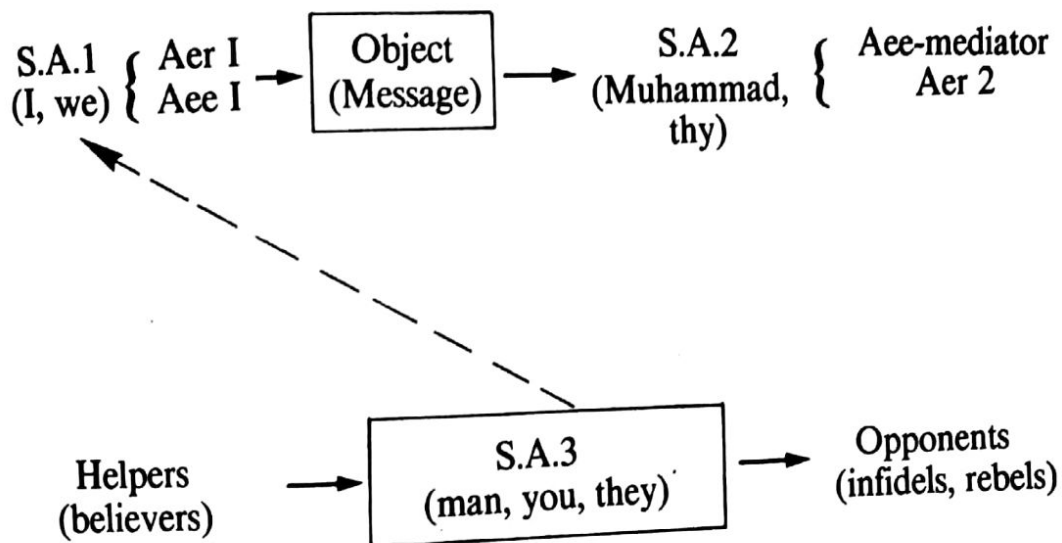 S.A.1
(I, we)
Aer I
Aee I
Object
(Message)
S.A.2
(Muhammad,
thy)
Aee-mediator
Aer 2
Helpers
(believers)
S.A.3
(man, you, they)
Opponents
(infidels, rebels)